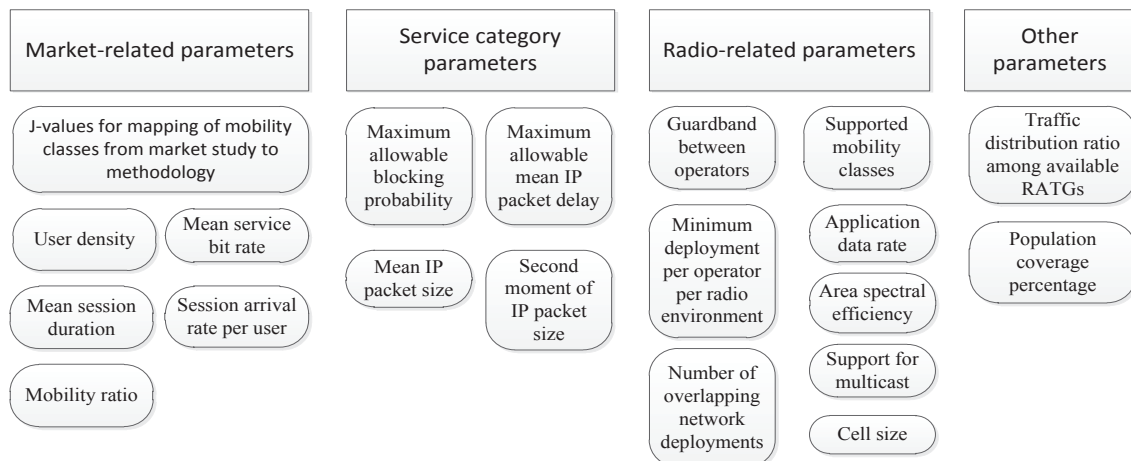 Market-related parameters
Service category
parameters
Radio-related parameters
Other
parameters
J-values for mapping of mobility
classes from market study to
methodology
User density
Mean service
bit rate
Mean session
duration
Session arrival
rate per user
Mobility ratio
Maximum
allowable
blocking
probability
Maximum
allowable
mean IP
packet delay
Mean IP
packet size
Second
moment of
IP packet
size
Guardband
between
operators
Supported
mobility
classes
Minimum
deployment
per operator
per radio
environment
Application
data rate
Area spectral
efficiency
Number of
overlapping
network
deployments
Support for
multicast
Cell size
Traffic
distribution ratio
among available
RATGs
Population
coverage
percentage